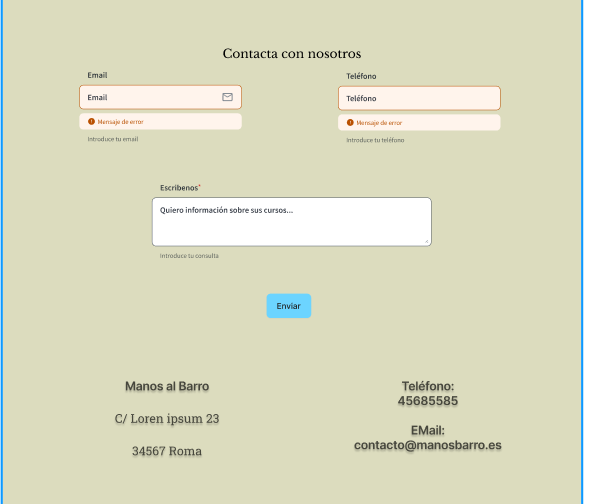 Contacta con nosotros
Email
Teléfono
Email
Teléfono
Mensaje de error
Mensaje de error
Introduce tu email
Introduce tu teléfono
Escribenos*
Quiero información sobre sus cursos...
Introduce tu consulta
Enviar
Manos al Barro
C/ Loren ipsum 23
34567 Roma
Teléfono:
45685585
EMail:
contacto@manosbarro.es